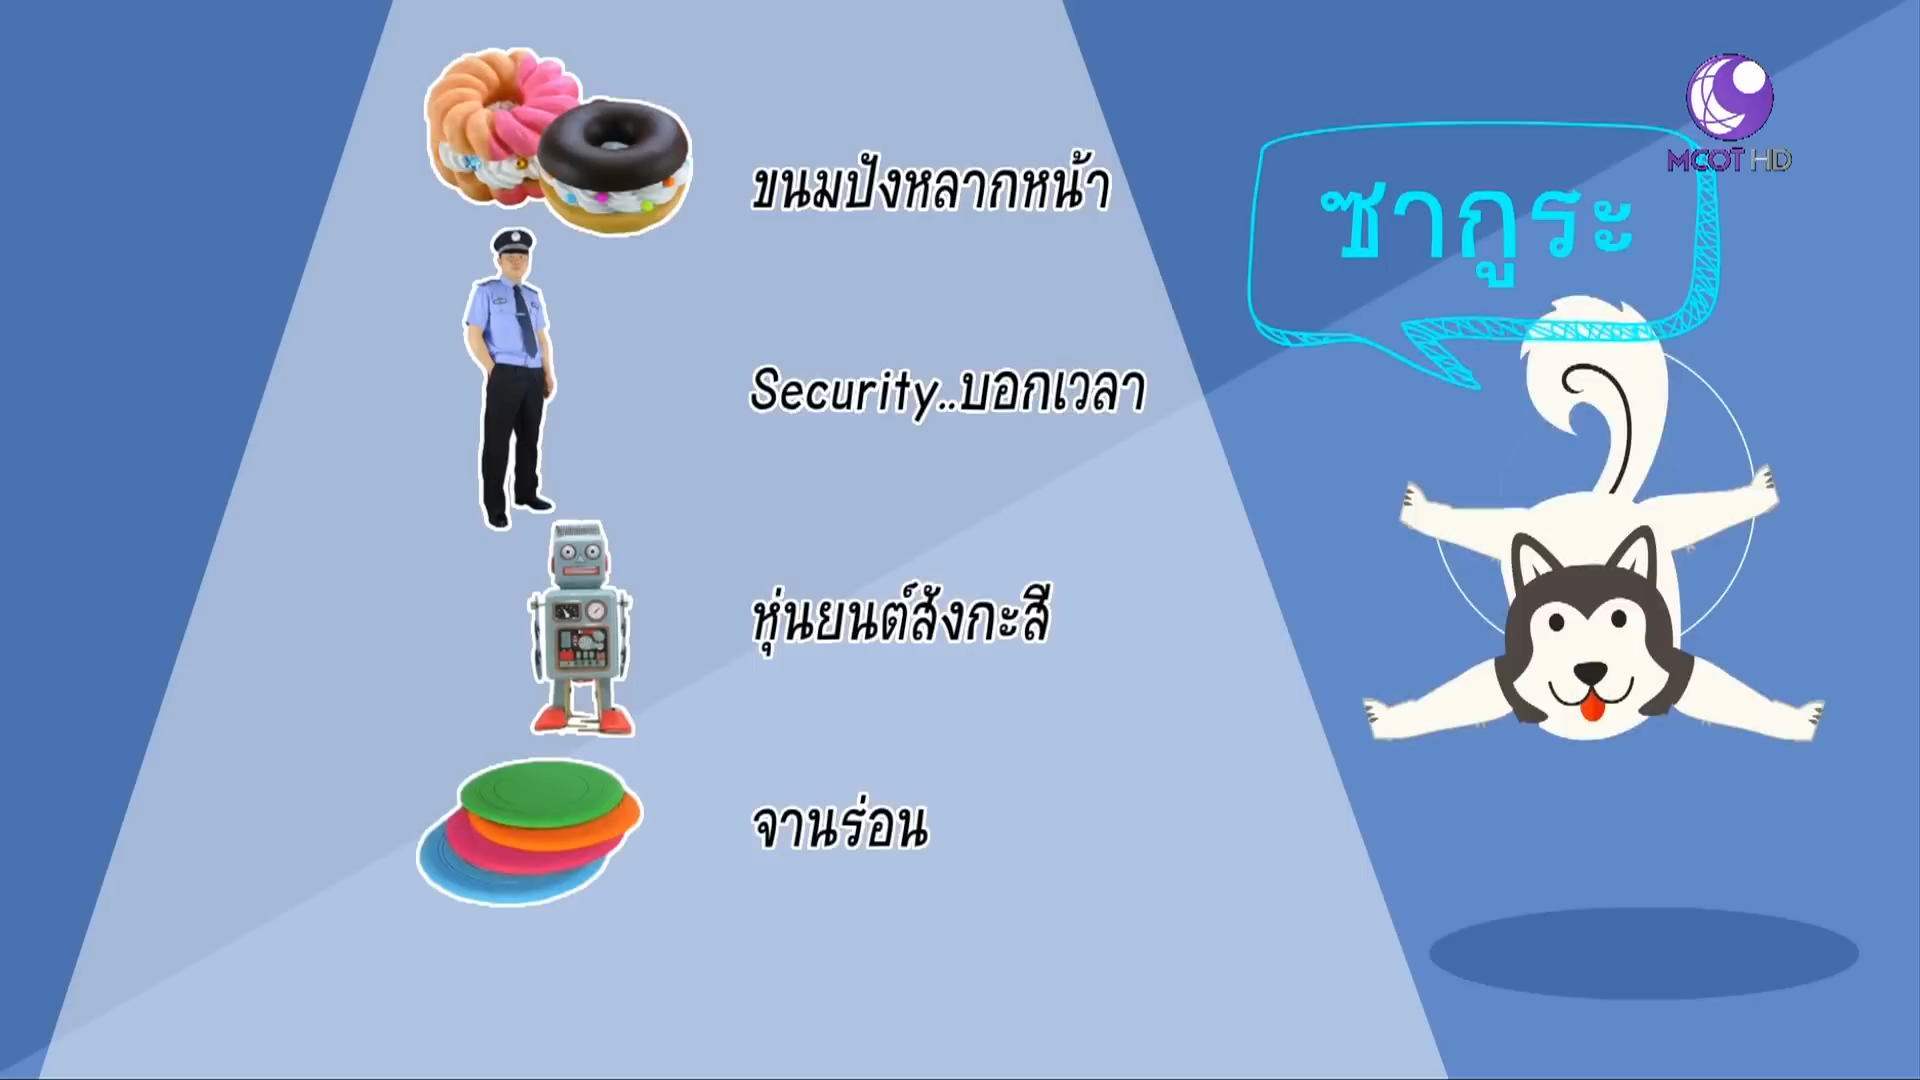 ขนมปังหลากหน้า
Security..บอกเวลา
หุ่นยนต์สังกะสี
จานร่อน
ซากูระ
MCOT HD